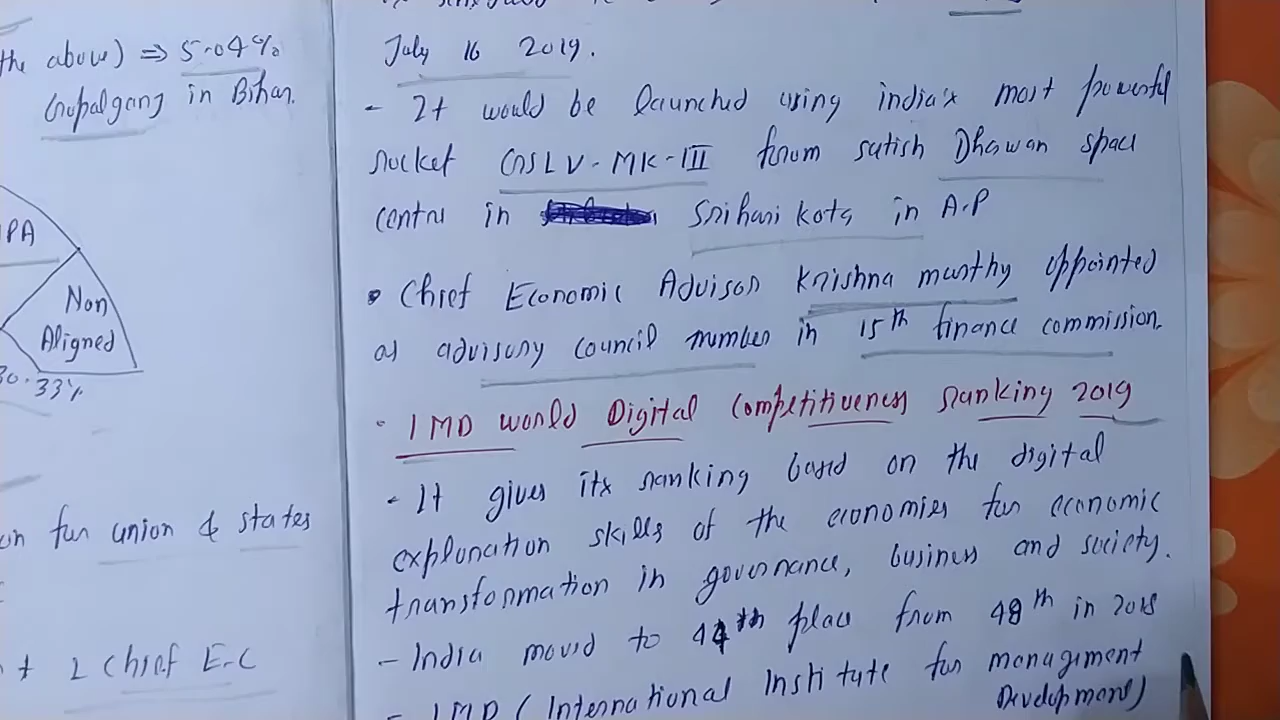 the above) ⇒ 5.04%
Gopalganj in Bihar.
PA
Non
Aligned
30.33%
on for union & states
+ 2 Chief E.C
July 16 2019.
- It would be launched using india's most powerful
rocket GSLV-MK-III from satish Dhawan space
centre in Srihari kota in A.P
• Chief Economic Advisor Krishna murthy appointed
as advisory council member in 15th finance commission.
• IMD world Digital Competitiveness ranking 2019
- It gives its ranking based on the digital
exploration skills of the economies for economic
transformation in governance, business and society.
- India moved to 44th place from 48th in 2018
- IMD (International Institute for management
Development)